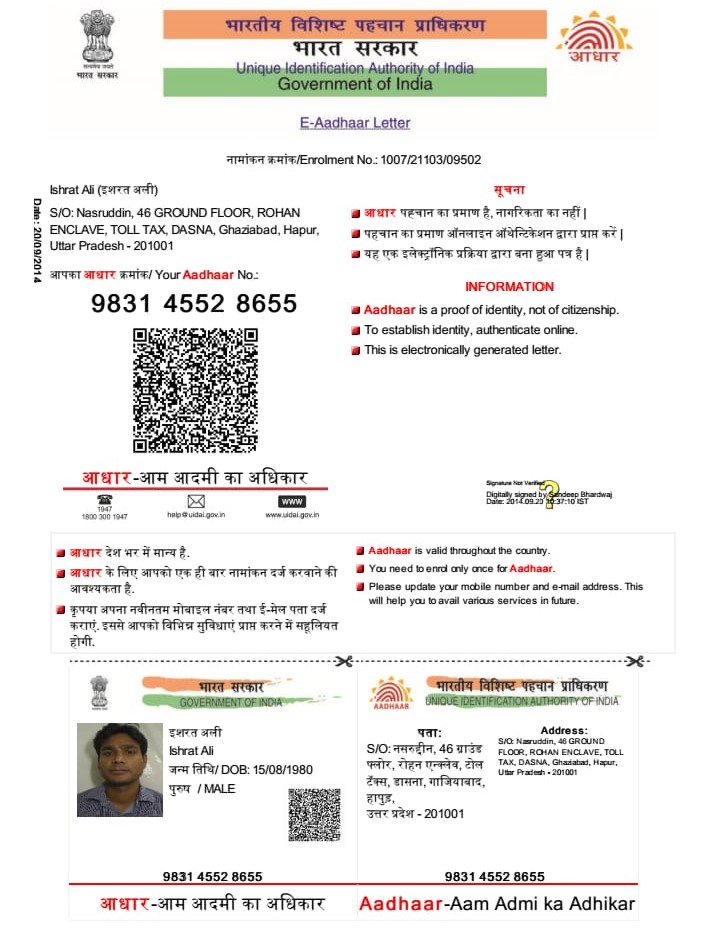 भारतीय विशिष्ट पहचान प्राधिकरण
भारत सरकार
Unique Identification Authority of India
Government of India
सत्यमेव जयते
भारत सरकार
आधार
E-Aadhaar Letter
नामांकन क्रमांक/Enrolment No.: 1007/21103/09502
Date: 20/09/2014
Ishrat Ali (इशरत अली)
S/O: Nasruddin, 46 GROUND FLOOR, ROHAN
ENCLAVE, TOLL TAX, DASNA, Ghaziabad, Hapur,
Uttar Pradesh - 201001
आपका आधार क्रमांक/ Your Aadhaar No.:
9831 4552 8655
आधार-आम आदमी का अधिकार
1947
1800 300 1947
help@uidai.gov.in
www
www.uidai.gov.in
सूचना
आधार पहचान का प्रमाण है, नागरिकता का नहीं |
पहचान का प्रमाण ऑनलाइन ऑथेन्टिकेशन द्वारा प्राप्त करें |
यह एक इलेक्ट्रॉनिक प्रक्रिया द्वारा बना हुआ पत्र है |
INFORMATION
Aadhaar is a proof of identity, not of citizenship.
To establish identity, authenticate online.
This is electronically generated letter.
Signature Not Verified
?
Digitally signed by Sandeep Bhardwaj
Date: 2014.09.20 10:37:10 IST
आधार देश भर में मान्य है.
आधार के लिए आपको एक ही बार नामांकन दर्ज करवाने की
आवश्यकता है.
कृपया अपना नवीनतम मोबाइल नंबर तथा ई-मेल पता दर्ज
कराएं. इससे आपको विभिन्न सुविधाएं प्राप्त करने में सहूलियत
होगी.
Aadhaar is valid throughout the country.
You need to enrol only once for Aadhaar.
Please update your mobile number and e-mail address. This
will help you to avail various services in future.
भारत सरकार
GOVERNMENT OF INDIA
इशरत अली
Ishrat Ali
जन्म तिथि/ DOB: 15/08/1980
पुरुष / MALE
9831 4552 8655
आधार-आम आदमी का अधिकार
AADHAAR
भारतीय विशिष्ट पहचान प्राधिकरण
UNIQUE IDENTIFICATION AUTHORITY OF INDIA
पता:
S/O: नसरुद्दीन, 46 ग्राउंड
फ्लोर, रोहन एन्क्लेव, टोल
टॅक्स, डासना, गाजियाबाद,
हापुड़,
उत्तर प्रदेश - 201001
Address:
S/O: Nasruddin, 46 GROUND
FLOOR, ROHAN ENCLAVE, TOLL
TAX, DASNA, Ghaziabad, Hapur,
Uttar Pradesh - 201001
9831 4552 8655
Aadhaar-Aam Admi ka Adhikar